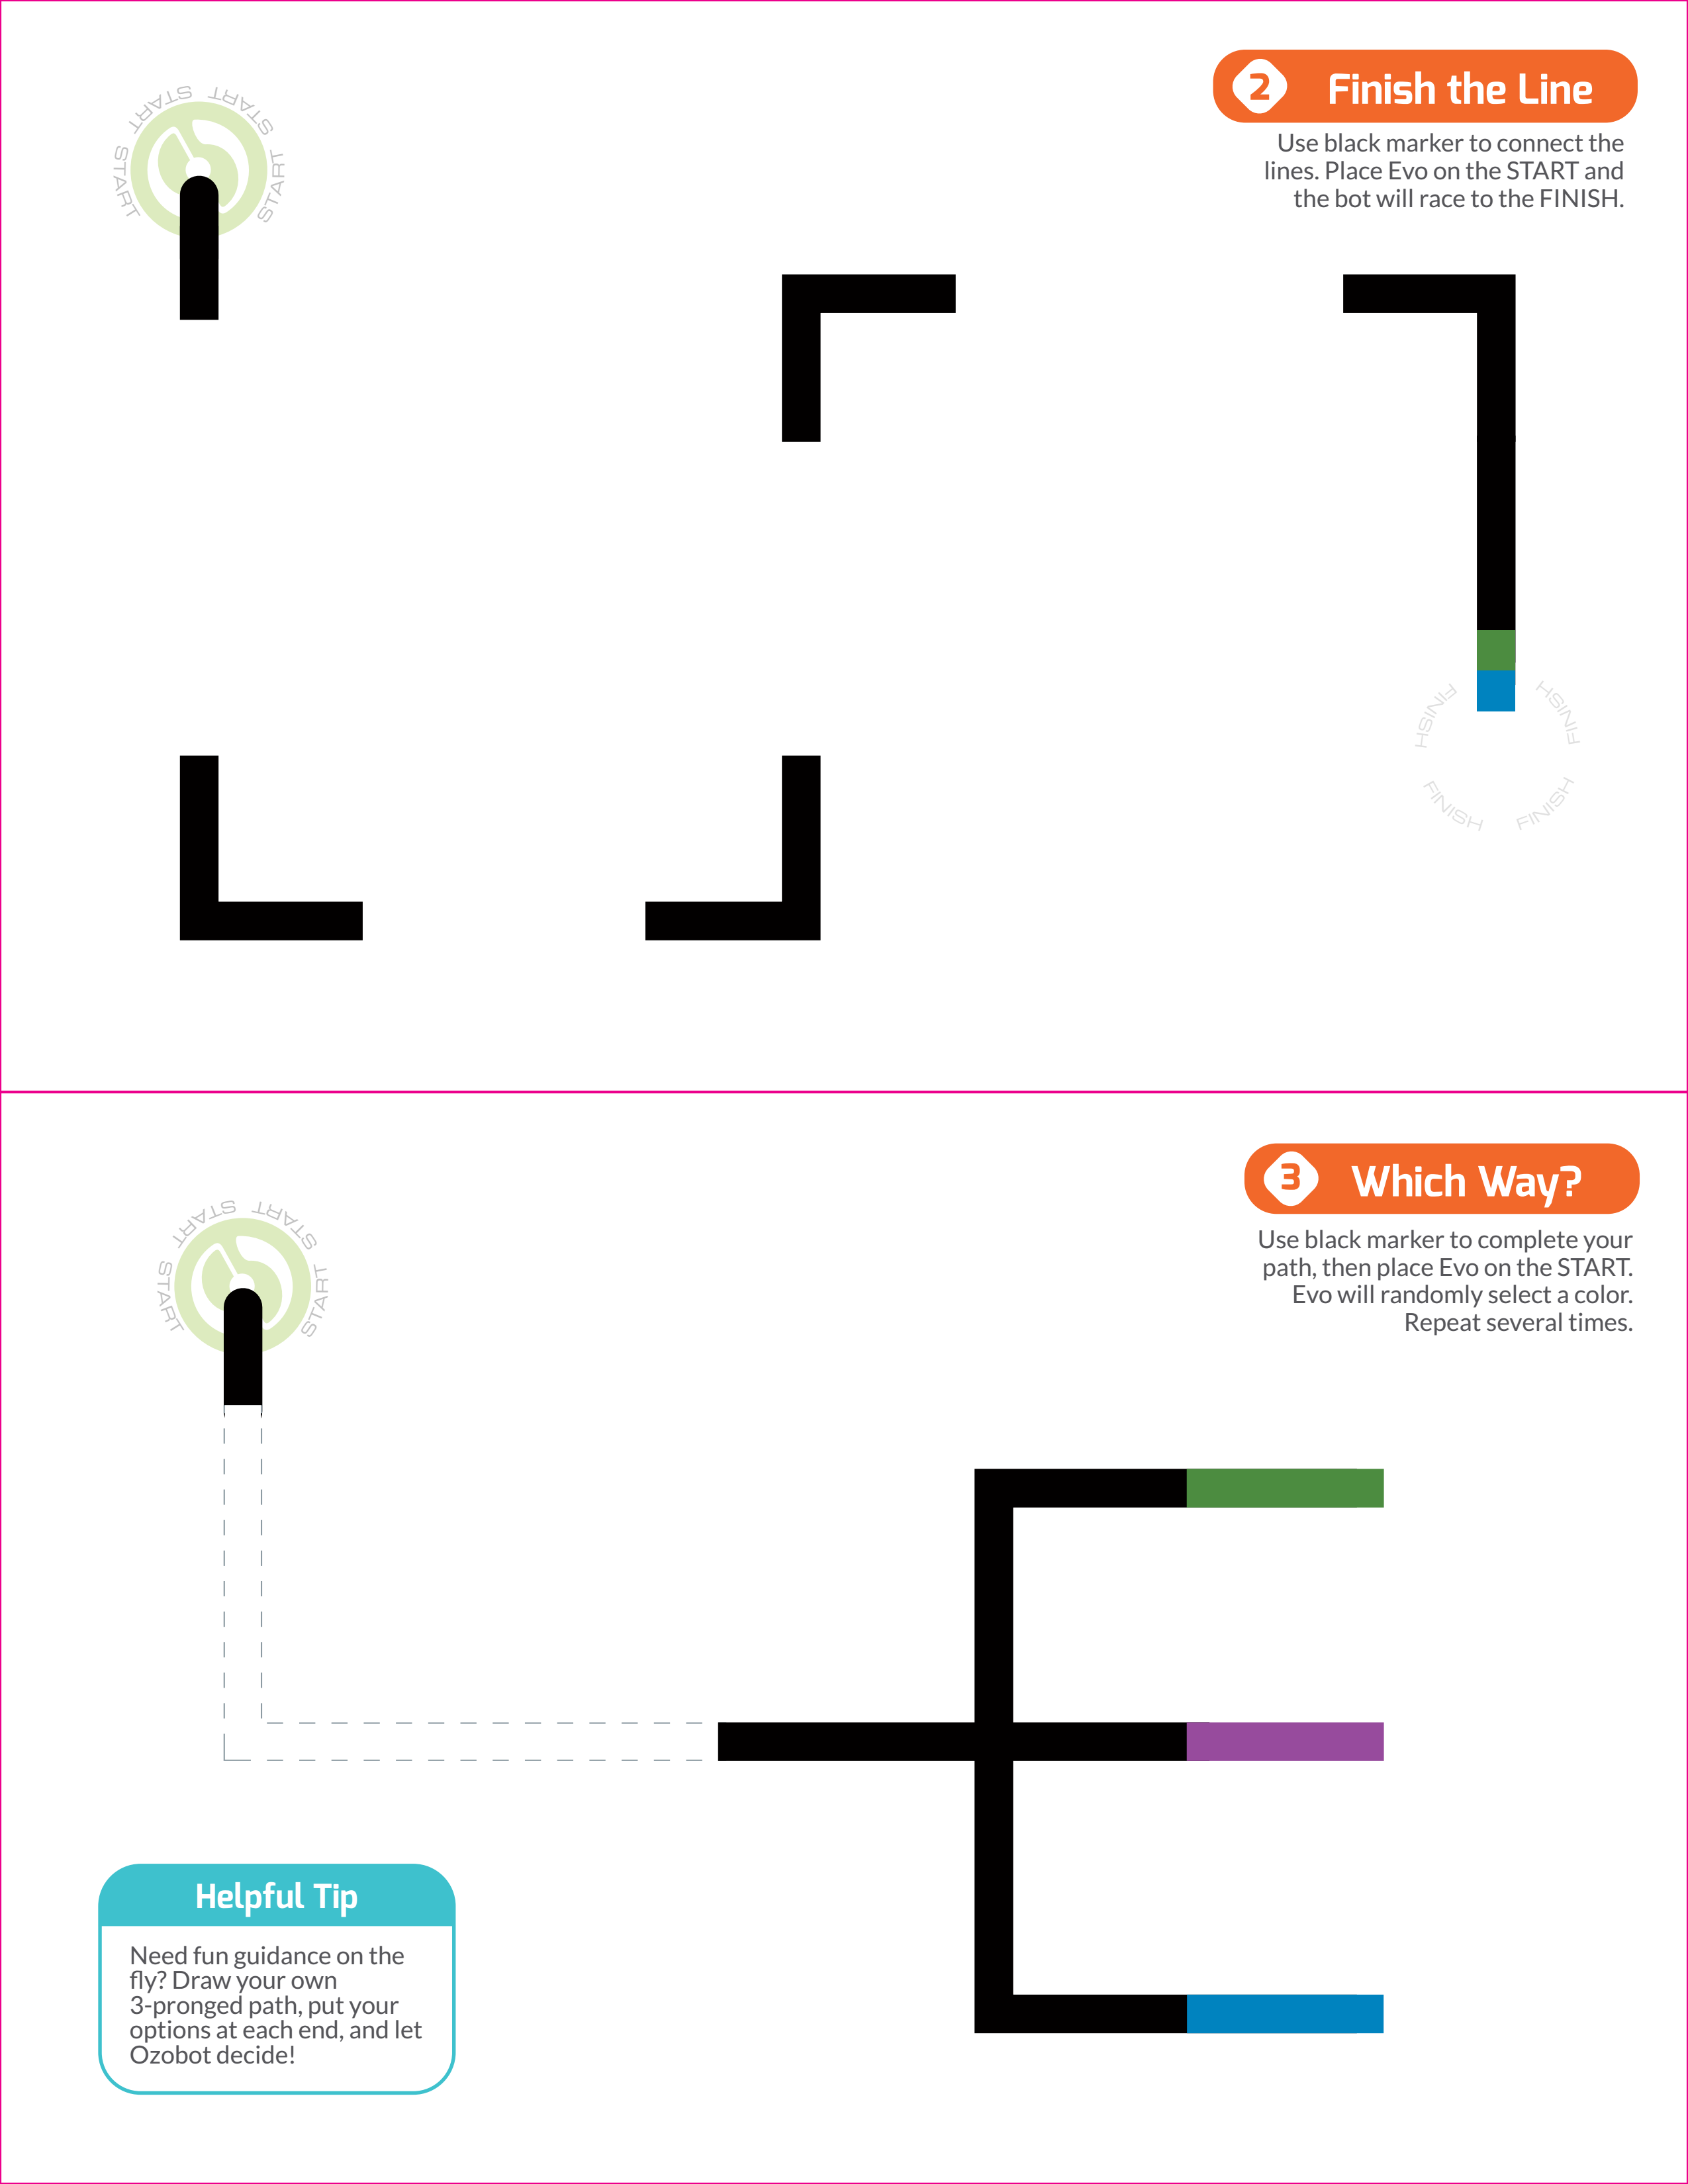 START START START START
2 Finish the Line
Use black marker to connect the
lines. Place Evo on the START and
the bot will race to the FINISH.
FINISH FINISH FINISH FINISH
START START START START
3 Which Way?
Use black marker to complete your
path, then place Evo on the START.
Evo will randomly select a color.
Repeat several times.
Helpful Tip
Need fun guidance on the
fly? Draw your own
3-pronged path, put your
options at each end, and let
Ozobot decide!